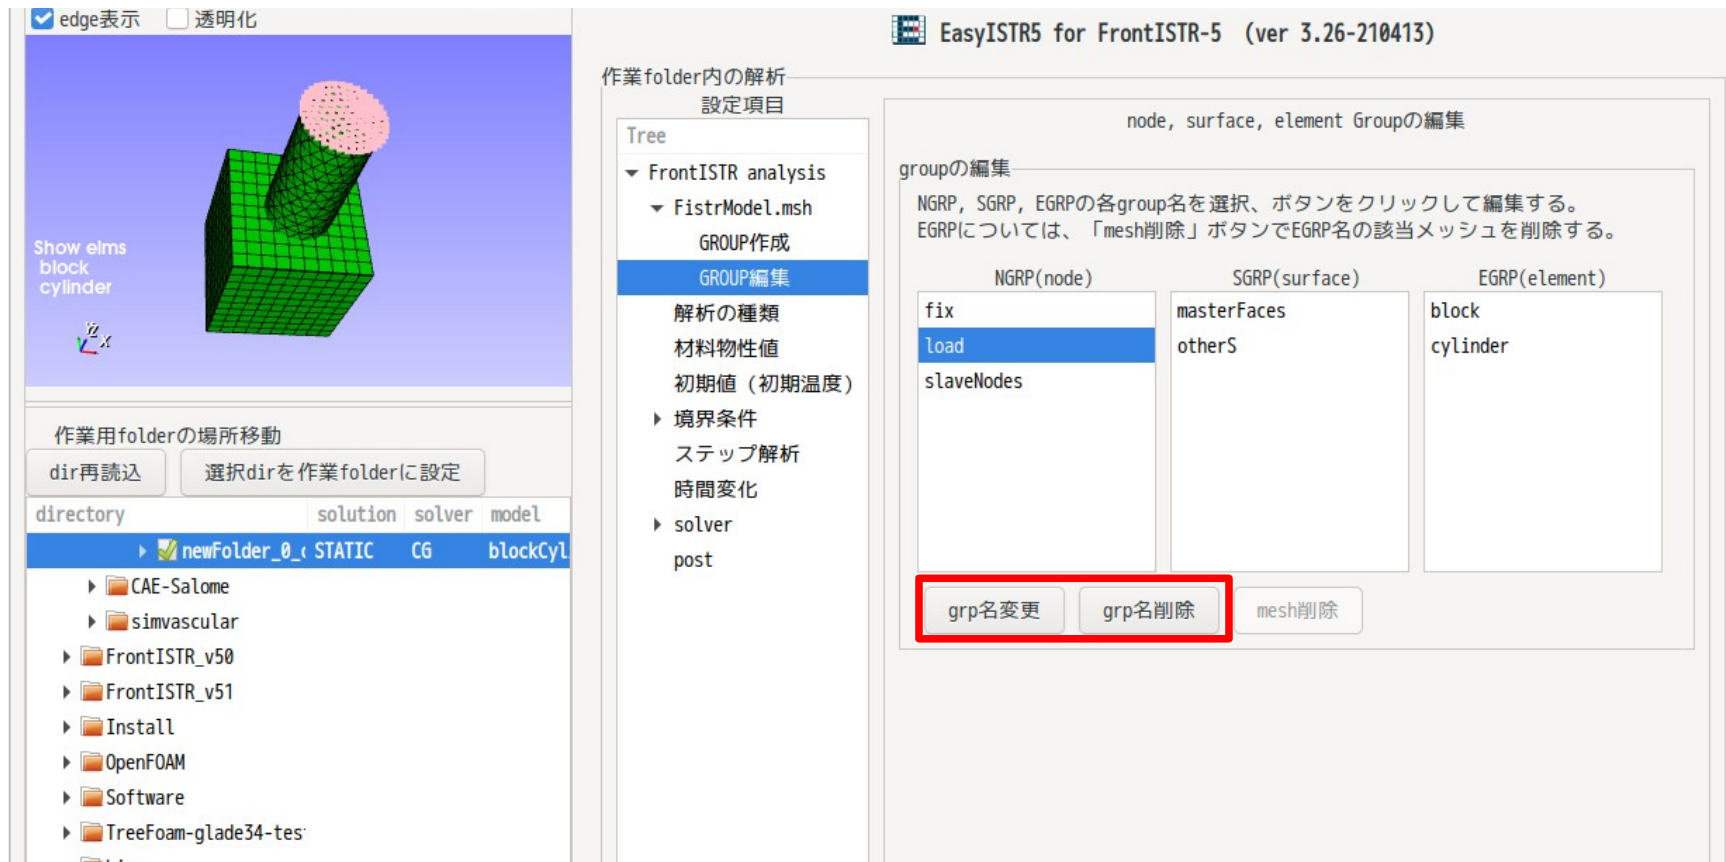 edge表示 透明化
Show elms
block
cylinder
YZ X
作業用folderの場所移動
dir再読込 選択dirを作業folderに設定
directory solution solver model
newFolder_0_c STATIC CG blockCyl
CAE-Salome
simvascular
FrontISTR_v50
FrontISTR_v51
Install
OpenFOAM
Software
TreeFoam-glade34-tes
EasyISTR5 for FrontISTR-5 (ver 3.26-210413)
作業folder内の解析
設定項目
Tree
FrontISTR analysis
FistrModel.msh
GROUP作成
GROUP編集
解析の種類
材料物性値
初期値(初期温度)
境界条件
ステップ解析
時間変化
solver
post
node, surface, element Groupの編集
groupの編集
NGRP, SGRP, EGRPの各group名を選択、ボタンをクリックして編集する。
EGRPについては、「mesh削除」ボタンでEGRP名の該当メッシュを削除する。
NGRP(node) SGRP(surface) EGRP(element)
fix masterFaces block
load otherS cylinder
slaveNodes
grp名変更 grp名削除 mesh削除